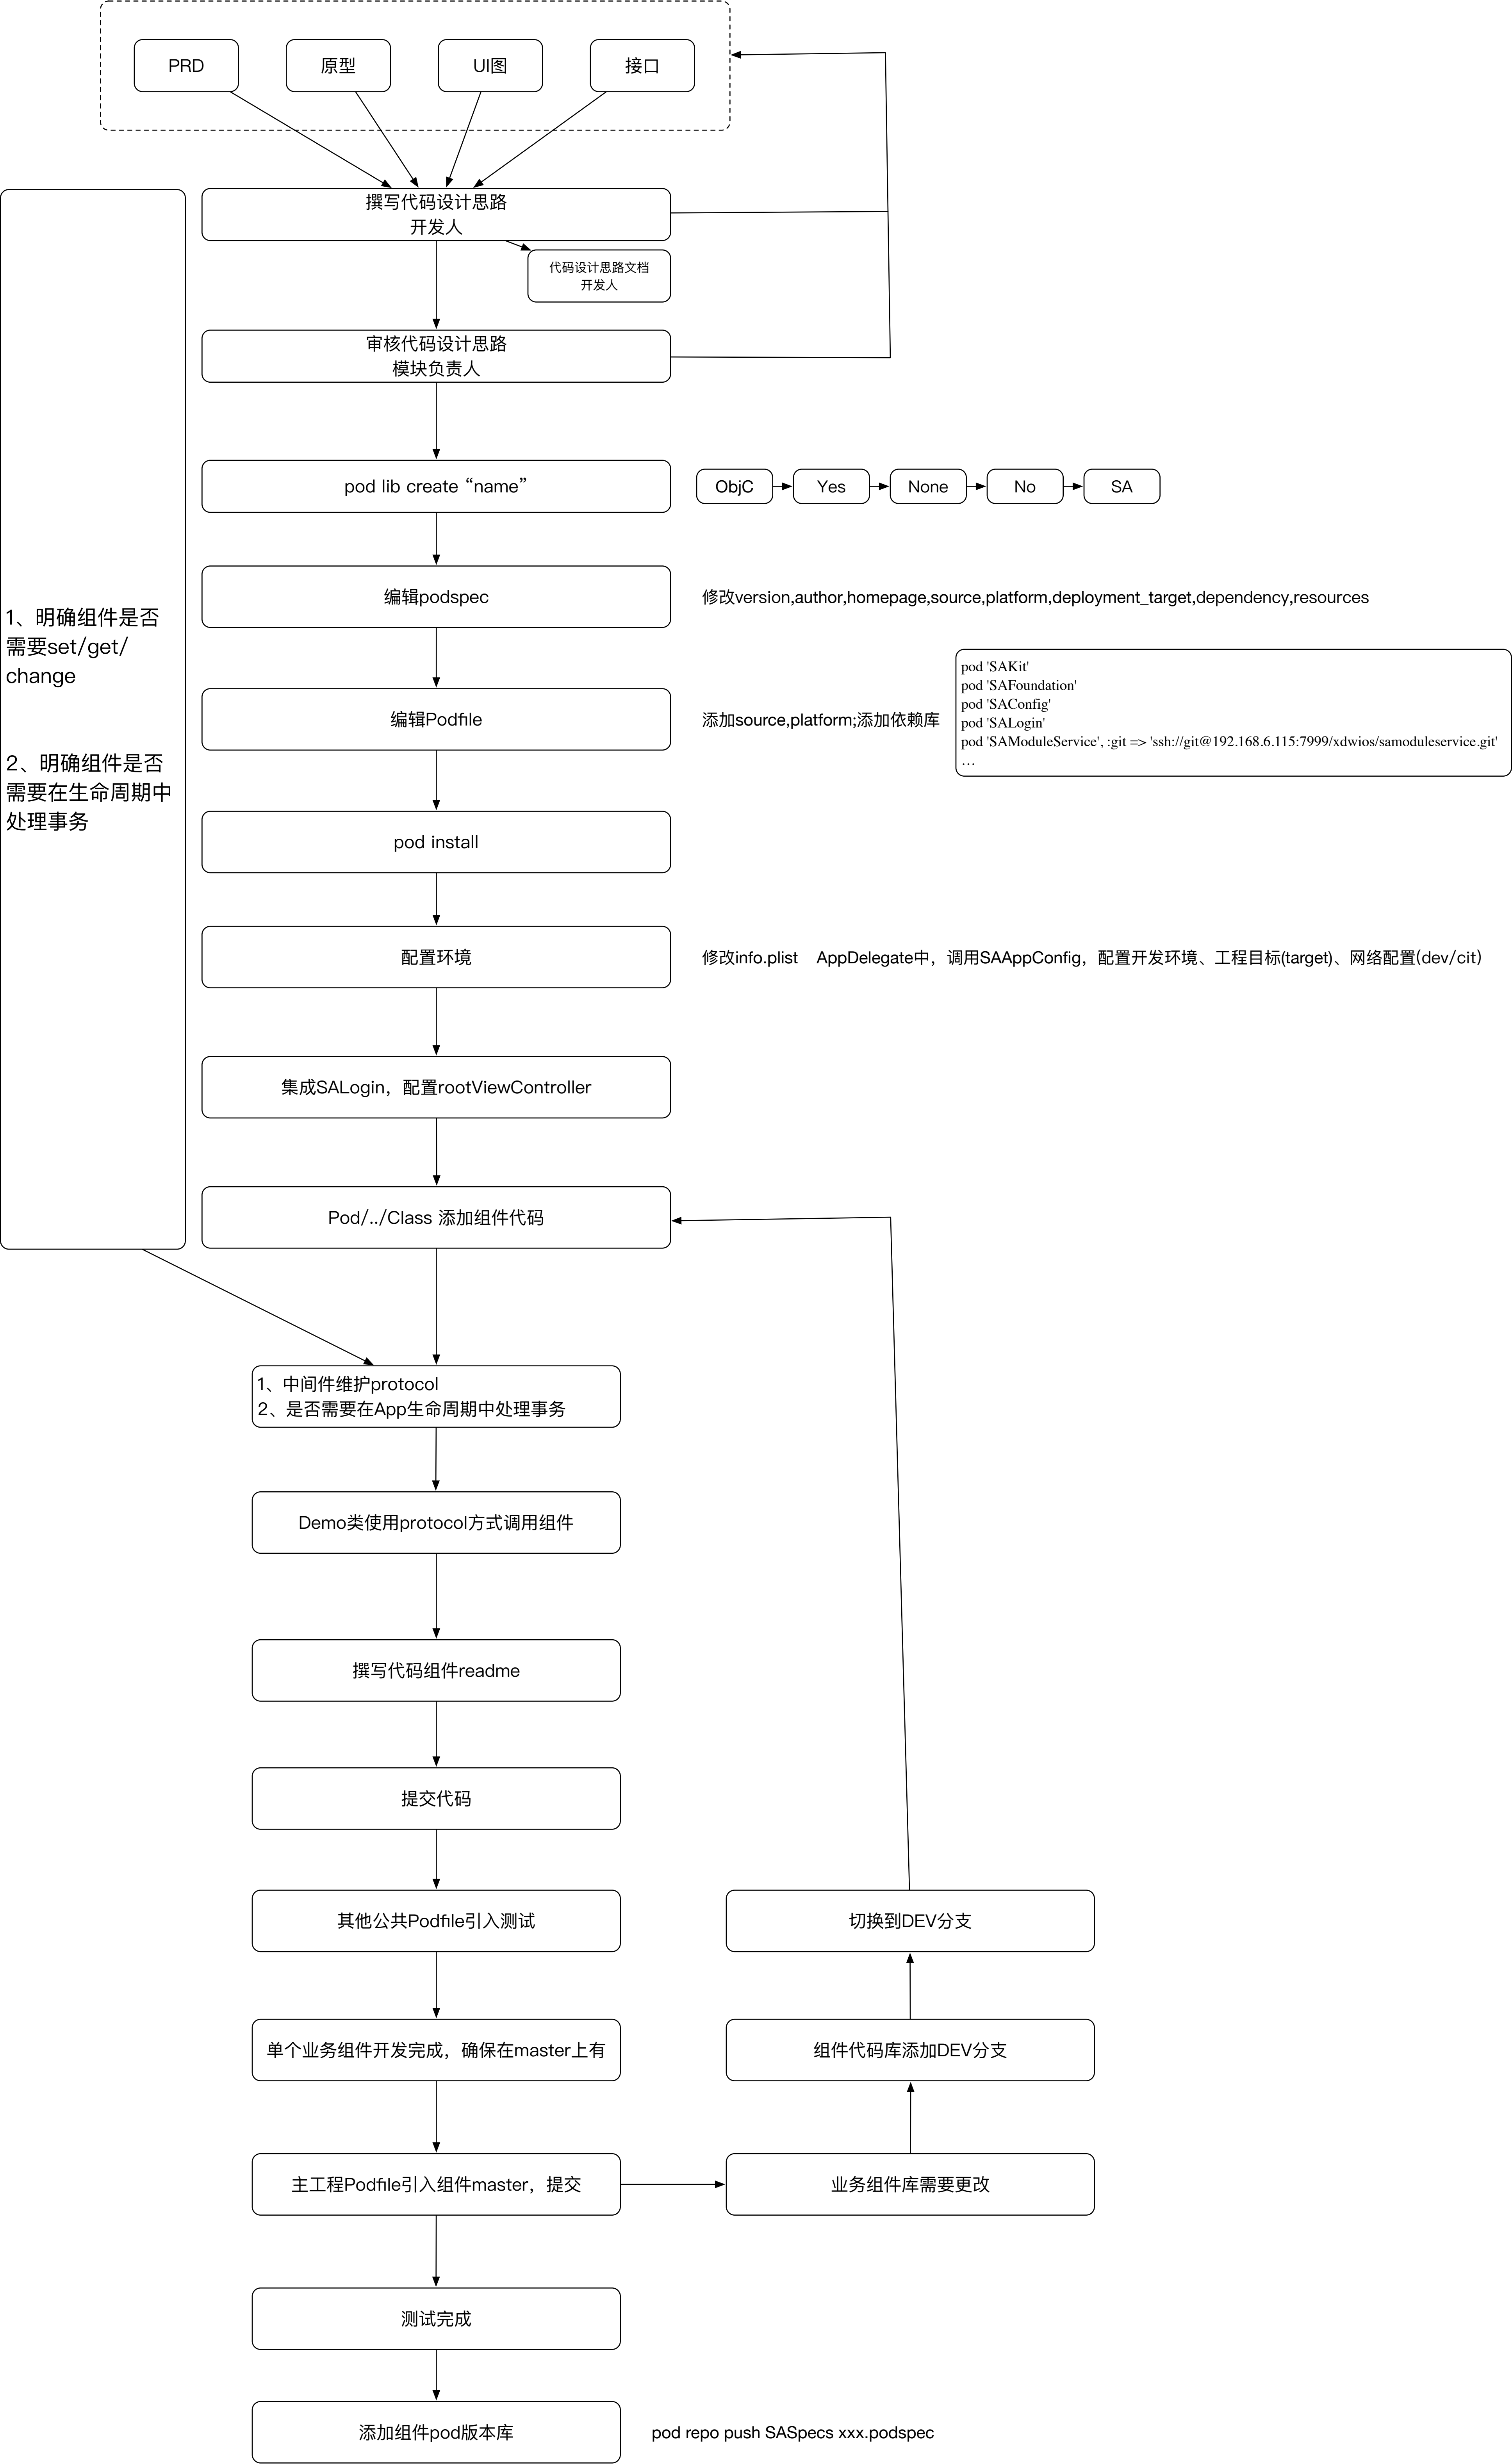 PRD
原型
UI图
接口
撰写代码设计思路
开发人
代码设计思路文档
开发人
审核代码设计思路
模块负责人
pod lib create “name”
ObjC
Yes
None
No
SA
编辑podspec
修改version,author,homepage,source,platform,deployment_target,dependency,resources
1、明确组件是否
需要set/get/
change
2、明确组件是否
需要在生命周期中
处理事务
编辑Podfile
添加source,platform;添加依赖库
pod 'SAKit'
pod 'SAFoundation'
pod 'SAConfig'
pod 'SALogin'
pod 'SAModuleService', :git => 'ssh://git@192.168.6.115:7999/xdwios/samoduleservice.git'
…
pod install
配置环境
修改info.plist AppDelegate中，调用SAAppConfig，配置开发环境、工程目标(target)、网络配置(dev/cit)
集成SALogin，配置rootViewController
Pod/../Class 添加组件代码
1、中间件维护protocol
2、是否需要在App生命周期中处理事务
Demo类使用protocol方式调用组件
撰写代码组件readme
提交代码
其他公共Podfile引入测试
切换到DEV分支
单个业务组件开发完成，确保在master上有
组件代码库添加DEV分支
主工程Podfile引入组件master，提交
业务组件库需要更改
测试完成
添加组件pod版本库
pod repo push SASpecs xxx.podspec